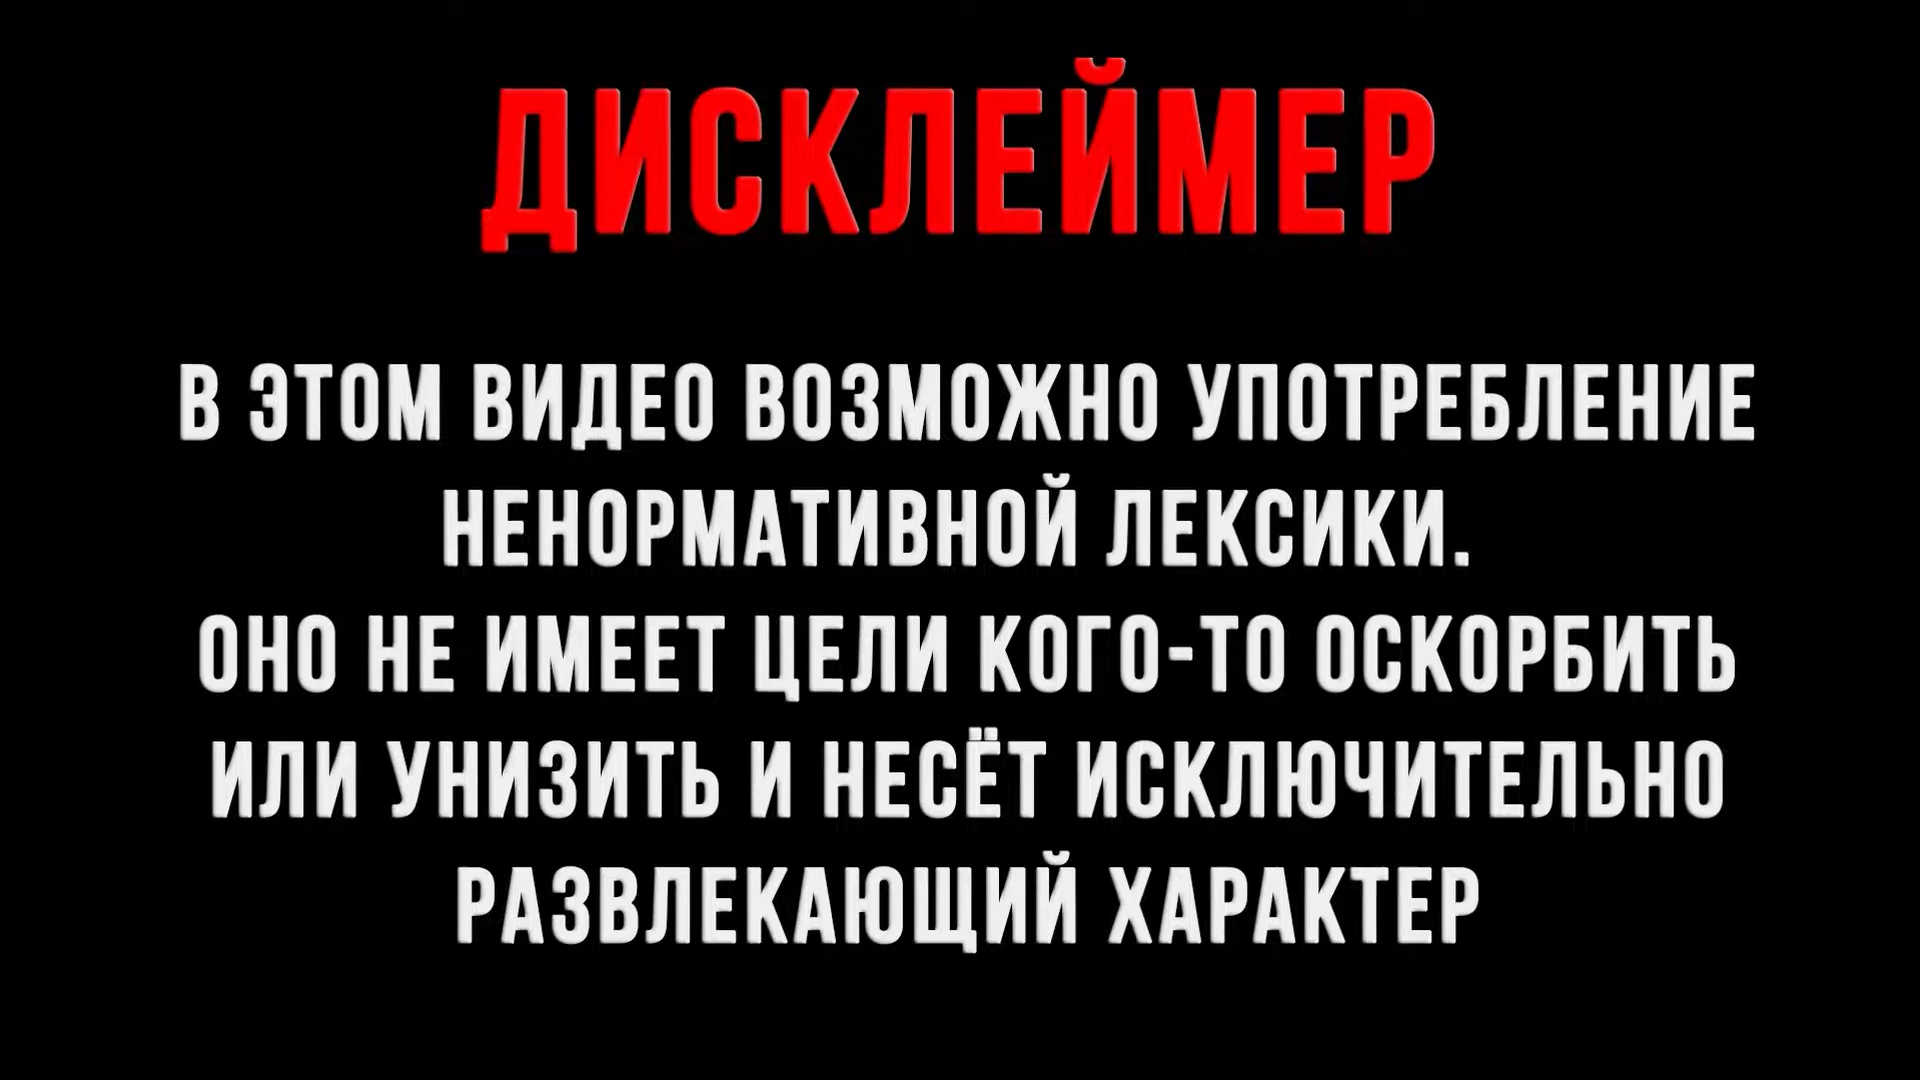 ДИСКЛЕЙМЕР
В ЭТОМ ВИДЕО ВОЗМОЖНО УПОТРЕБЛЕНИЕ
НЕНОРМАТИВНОЙ ЛЕКСИКИ.
ОНО НЕ ИМЕЕТ ЦЕЛИ КОГО-ТО ОСКОРБИТЬ
ИЛИ УНИЗИТЬ И НЕСЁТ ИСКЛЮЧИТЕЛЬНО
РАЗВЛЕКАЮЩИЙ ХАРАКТЕР